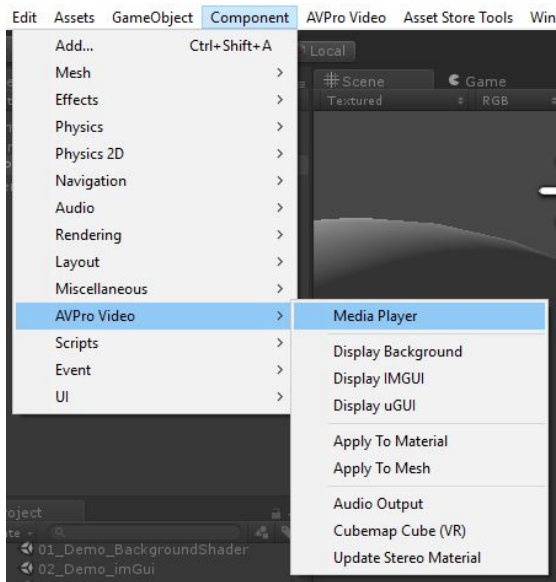 Edit Assets GameObject Component AVPro Video Asset Store Tools Win
Add... Ctrl+Shift+A
Local
Mesh
Scene Game
Effects
Textured RGB
Physics
Physics 2D
Navigation
Audio
Rendering
Layout
Miscellaneous
AVPro Video
Media Player
Scripts
Display Background
Event
Display IMGUI
UI
Display uGUI
Apply To Material
Apply To Mesh
Audio Output
Cubemap Cube (VR)
Update Stereo Material
oject
ate
01_Demo_BackgroundShader
02_Demo_imGui